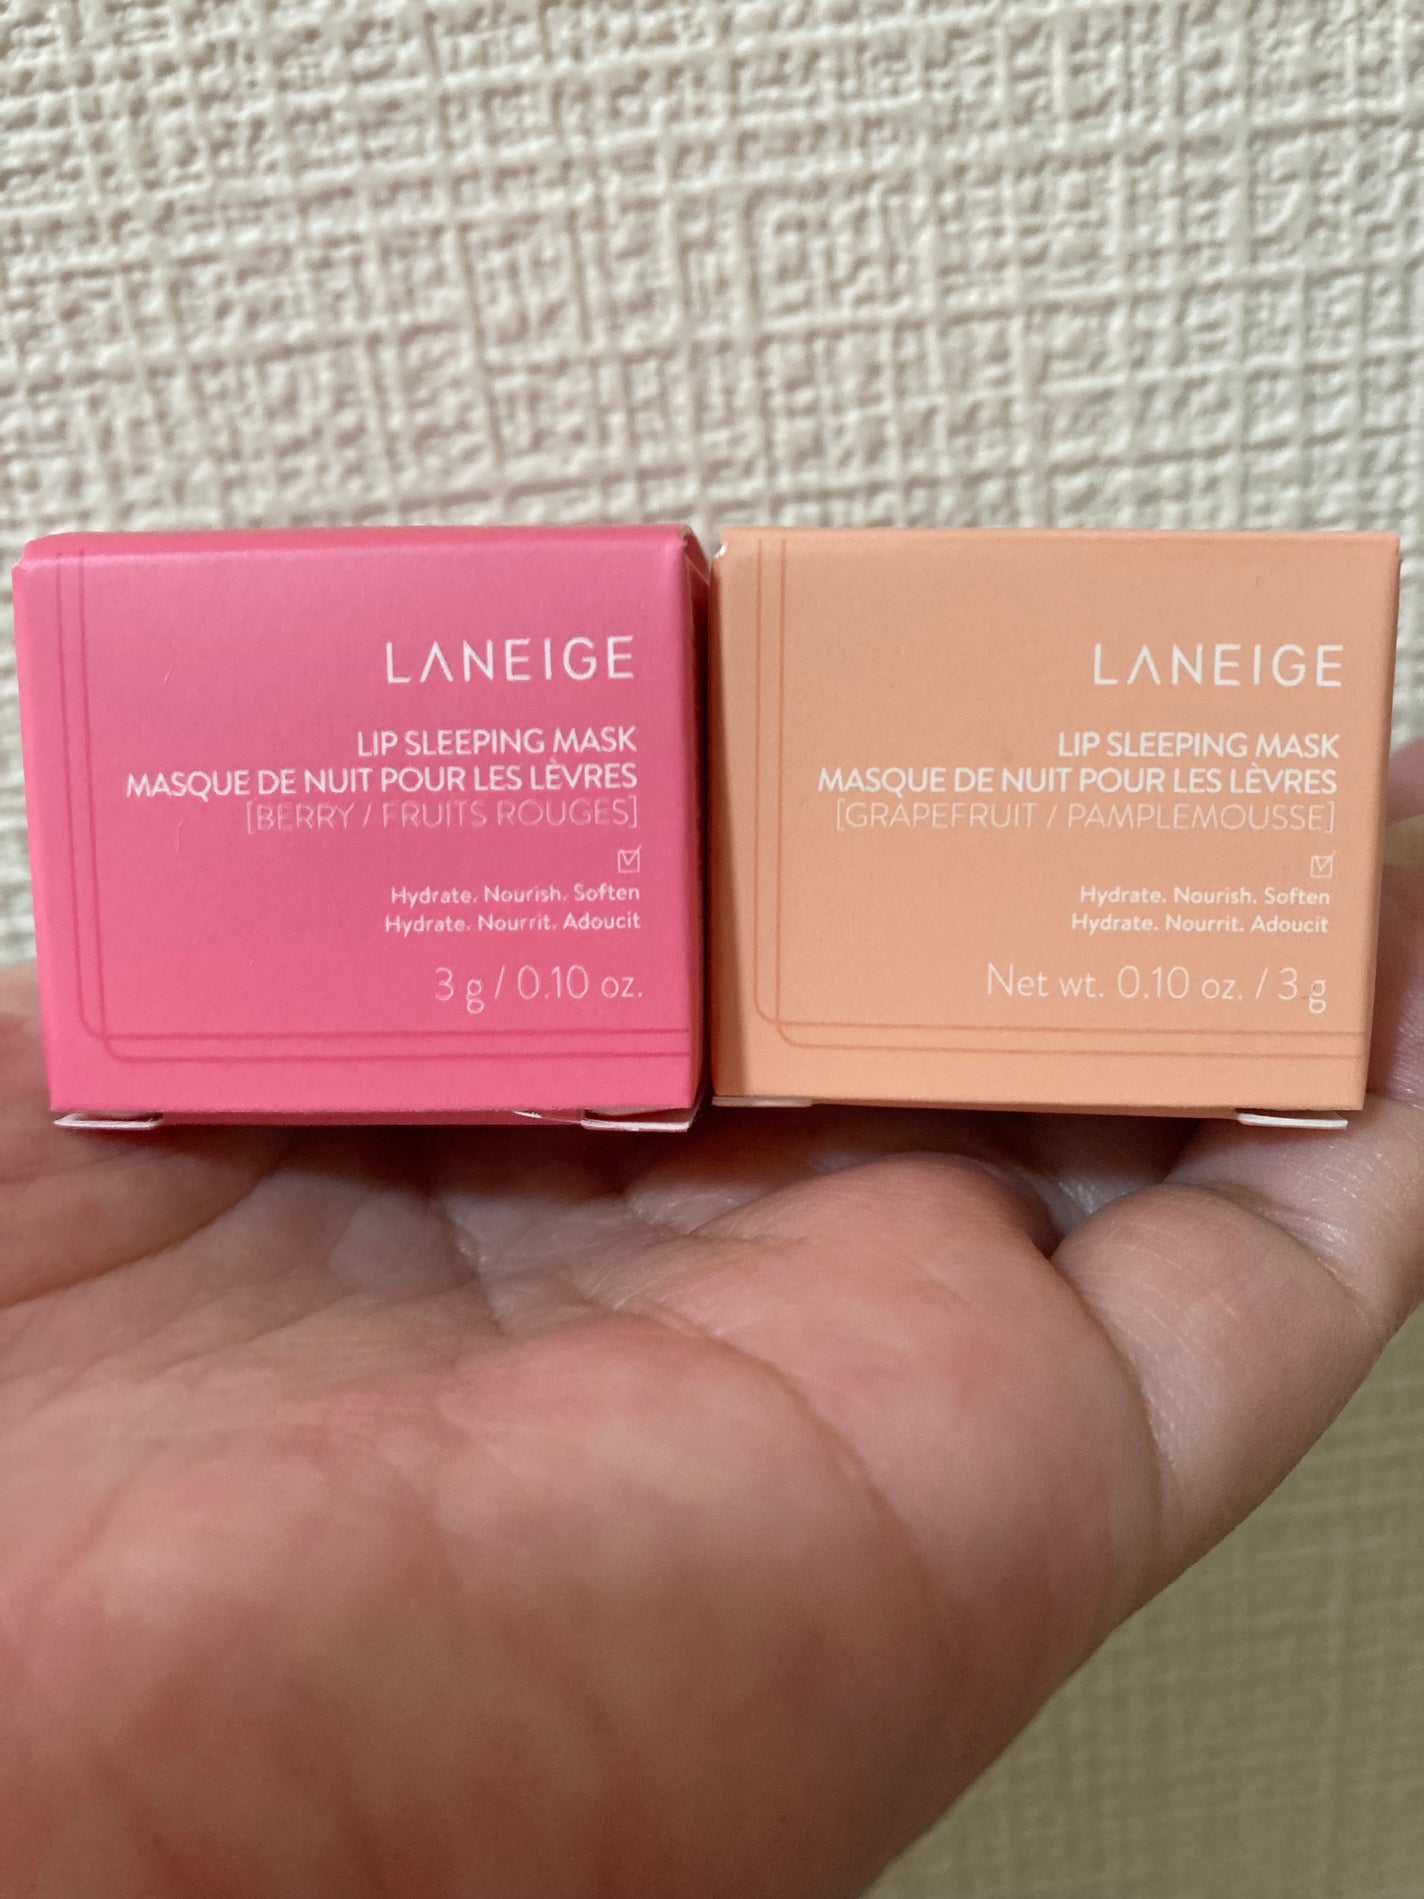 LANEIGE
LIP SLEEPING MASK
MASQUE DE NUIT POUR LES LÈVRES
[BERRY / FRUITS ROUGES]
Hydrate. Nourish. Soften
Hydrate. Nourrit. Adoucit
3 g / 0.10 oz.
LANEIGE
LIP SLEEPING MASK
MASQUE DE NUIT POUR LES LÈVRES
[GRAPEFRUIT / PAMPLEMOUSSE]
Hydrate. Nourish. Soften
Hydrate. Nourrit. Adoucit
Net wt. 0.10 oz. / 3 g